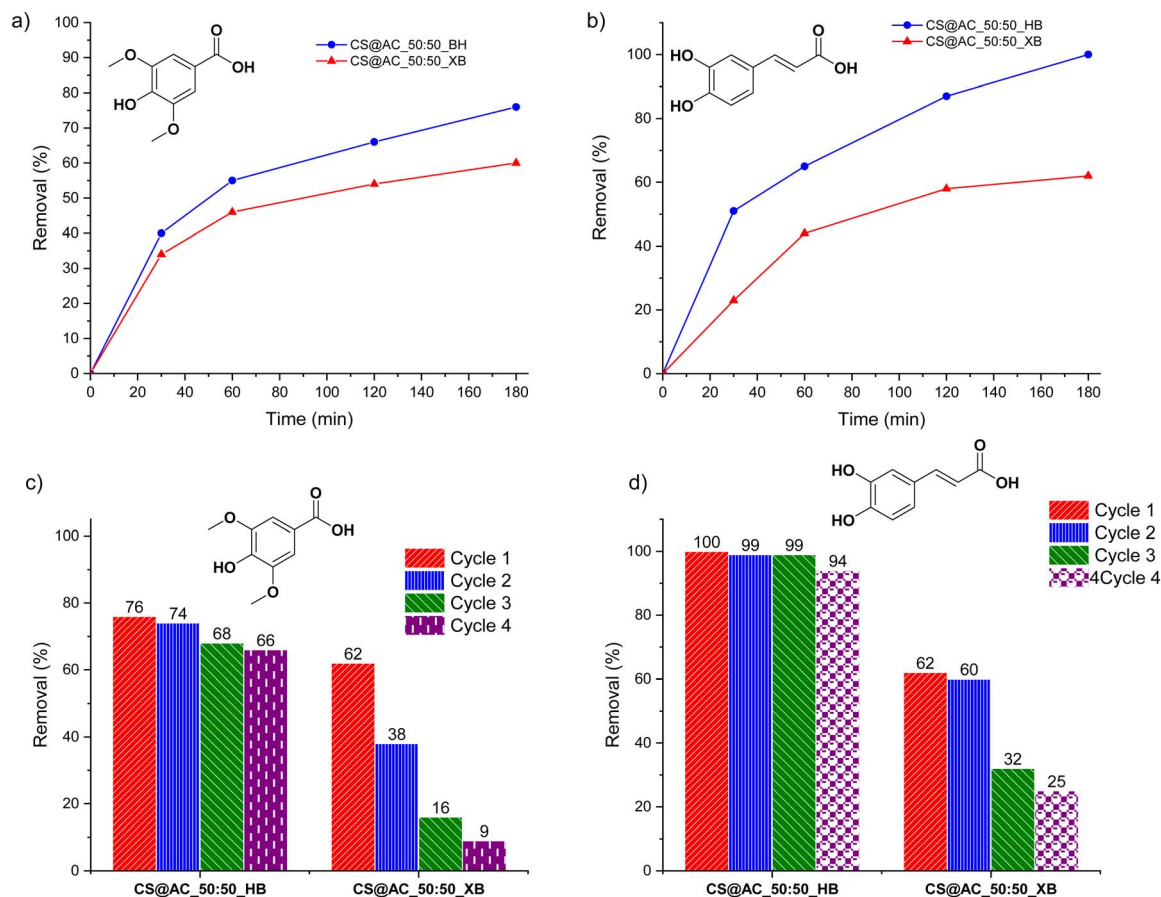 a)
CS@AC_50:50_BH
CS@AC_50:50_XB
O
O
OH
HO
O
Removal (%)
100
90
80
70
60
50
40
30
20
10
0
0 20 40 60 80 100 120 140 160 180
Time (min)
b)
CS@AC_50:50_HB
CS@AC_50:50_XB
O
HO
OH
HO
Removal (%)
100
80
60
40
20
0
0 20 40 60 80 100 120 140 160 180
Time (min)
c)
O
O
OH
HO
O
Cycle 1
Cycle 2
Cycle 3
Cycle 4
Removal (%)
100
80
60
40
20
0
76 74 68 66 62 38 16 9
CS@AC_50:50_HB CS@AC_50:50_XB
d)
O
HO
OH
HO
Cycle 1
Cycle 2
Cycle 3
4Cycle 4
Removal (%)
100
80
60
40
20
0
100 99 99 94 62 60 32 25
CS@AC_50:50_HB CS@AC_50:50_XB